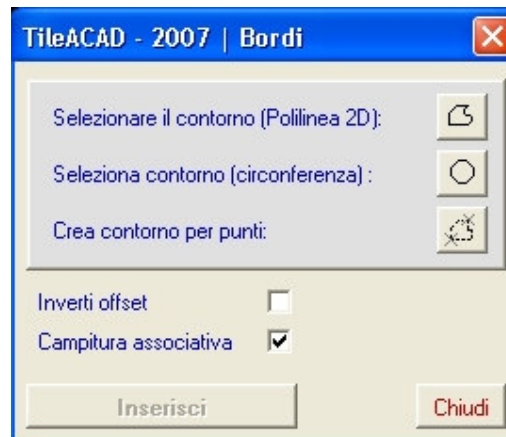 TileACAD - 2007 | Bordi
Selezionare il contorno (Polilinea 2D):
Seleziona contorno (circonferenza) :
Crea contorno per punti:
Inverti offset
Campitura associativa
Inserisci
Chiudi